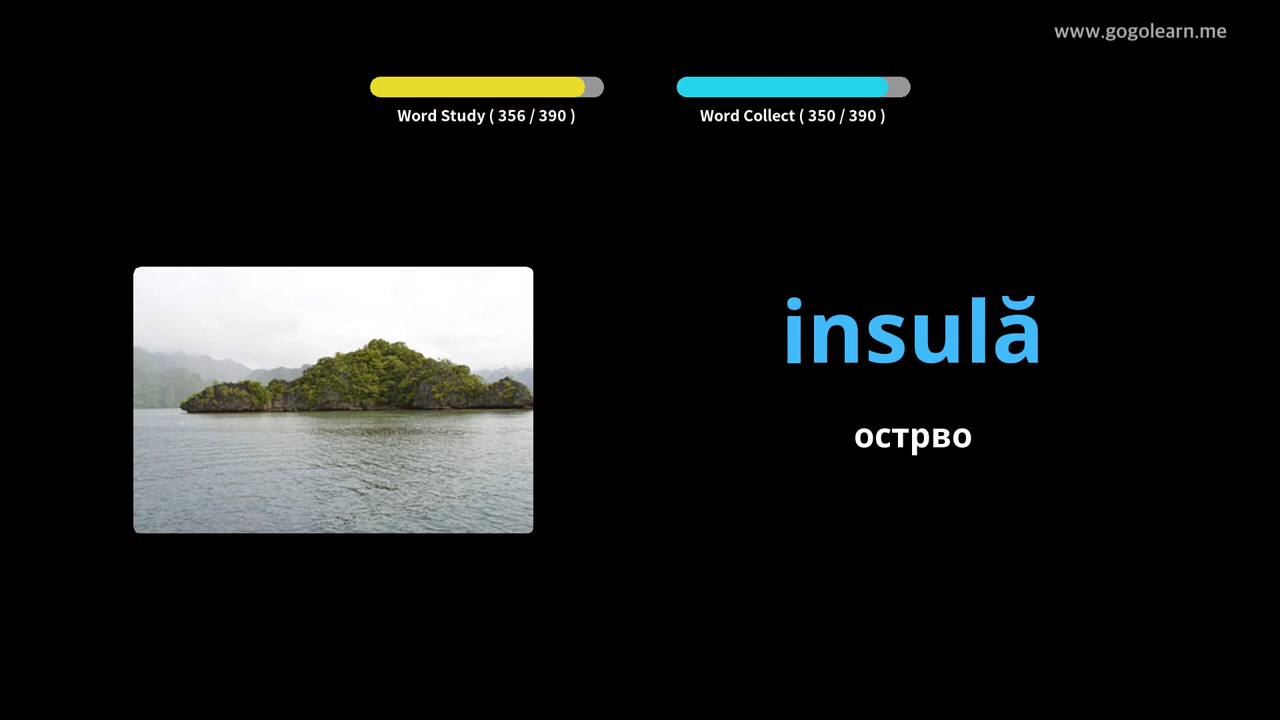 www.gogolearn.me
Word Study ( 356 / 390 )
Word Collect ( 350 / 390 )
insulă
острво